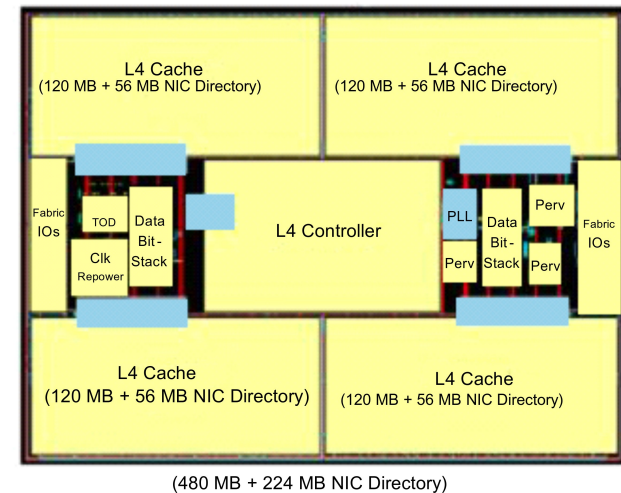 L4 Cache
(120 MB + 56 MB NIC Directory)
L4 Cache
(120 MB + 56 MB NIC Directory)
Fabric
IOs
TOD
Clk
Repower
Data
Bit-
Stack
L4 Controller
PLL
Perv
Data
Bit-
Stack
Perv
Perv
Fabric
IOs
L4 Cache
(120 MB + 56 MB NIC Directory)
L4 Cache
(120 MB + 56 MB NIC Directory)
(480 MB + 224 MB NIC Directory)